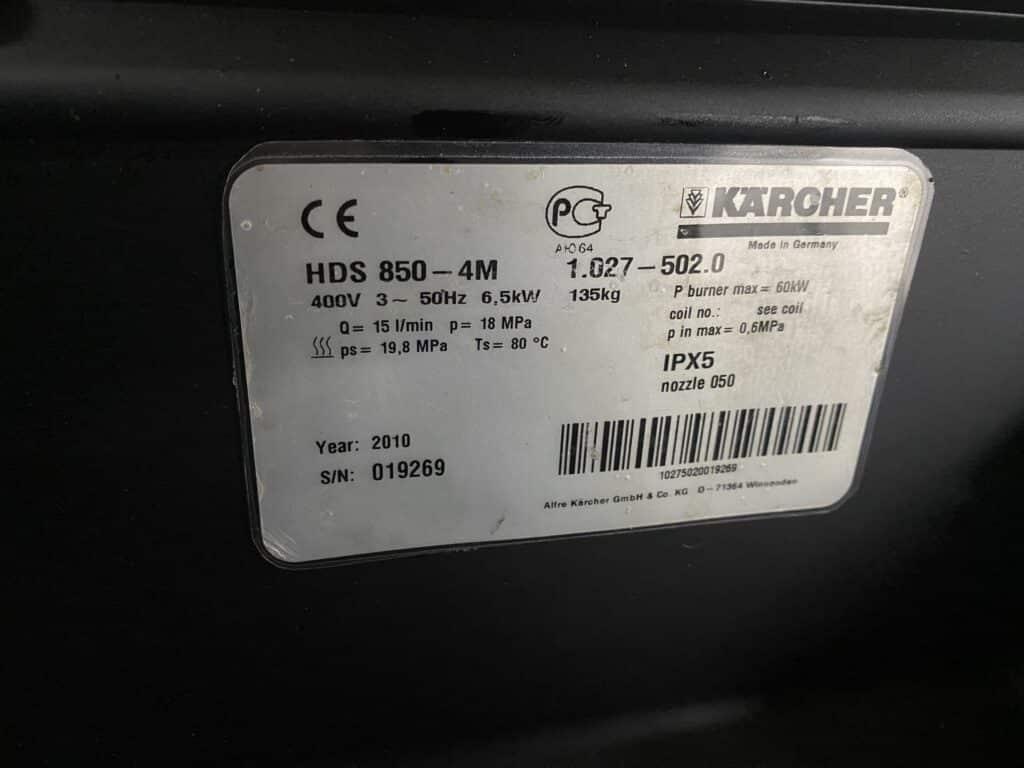 CE
PCT
KÄRCHER®
Made in Germany
HDS 850-4M 1.027-502.0
400V 3~ 50Hz 6,5kW 135kg
P burner max= 60kW
Q= 15 l/min p= 18 MPa
coil no.: see coil
ps= 19,8 MPa Ts= 80 °C
p in max= 0,6MPa
IPX5
nozzle 050
Year: 2010
S/N: 019269
10275020019269
Alfre Kärcher GmbH & Co. KG D-71364 Winnenden